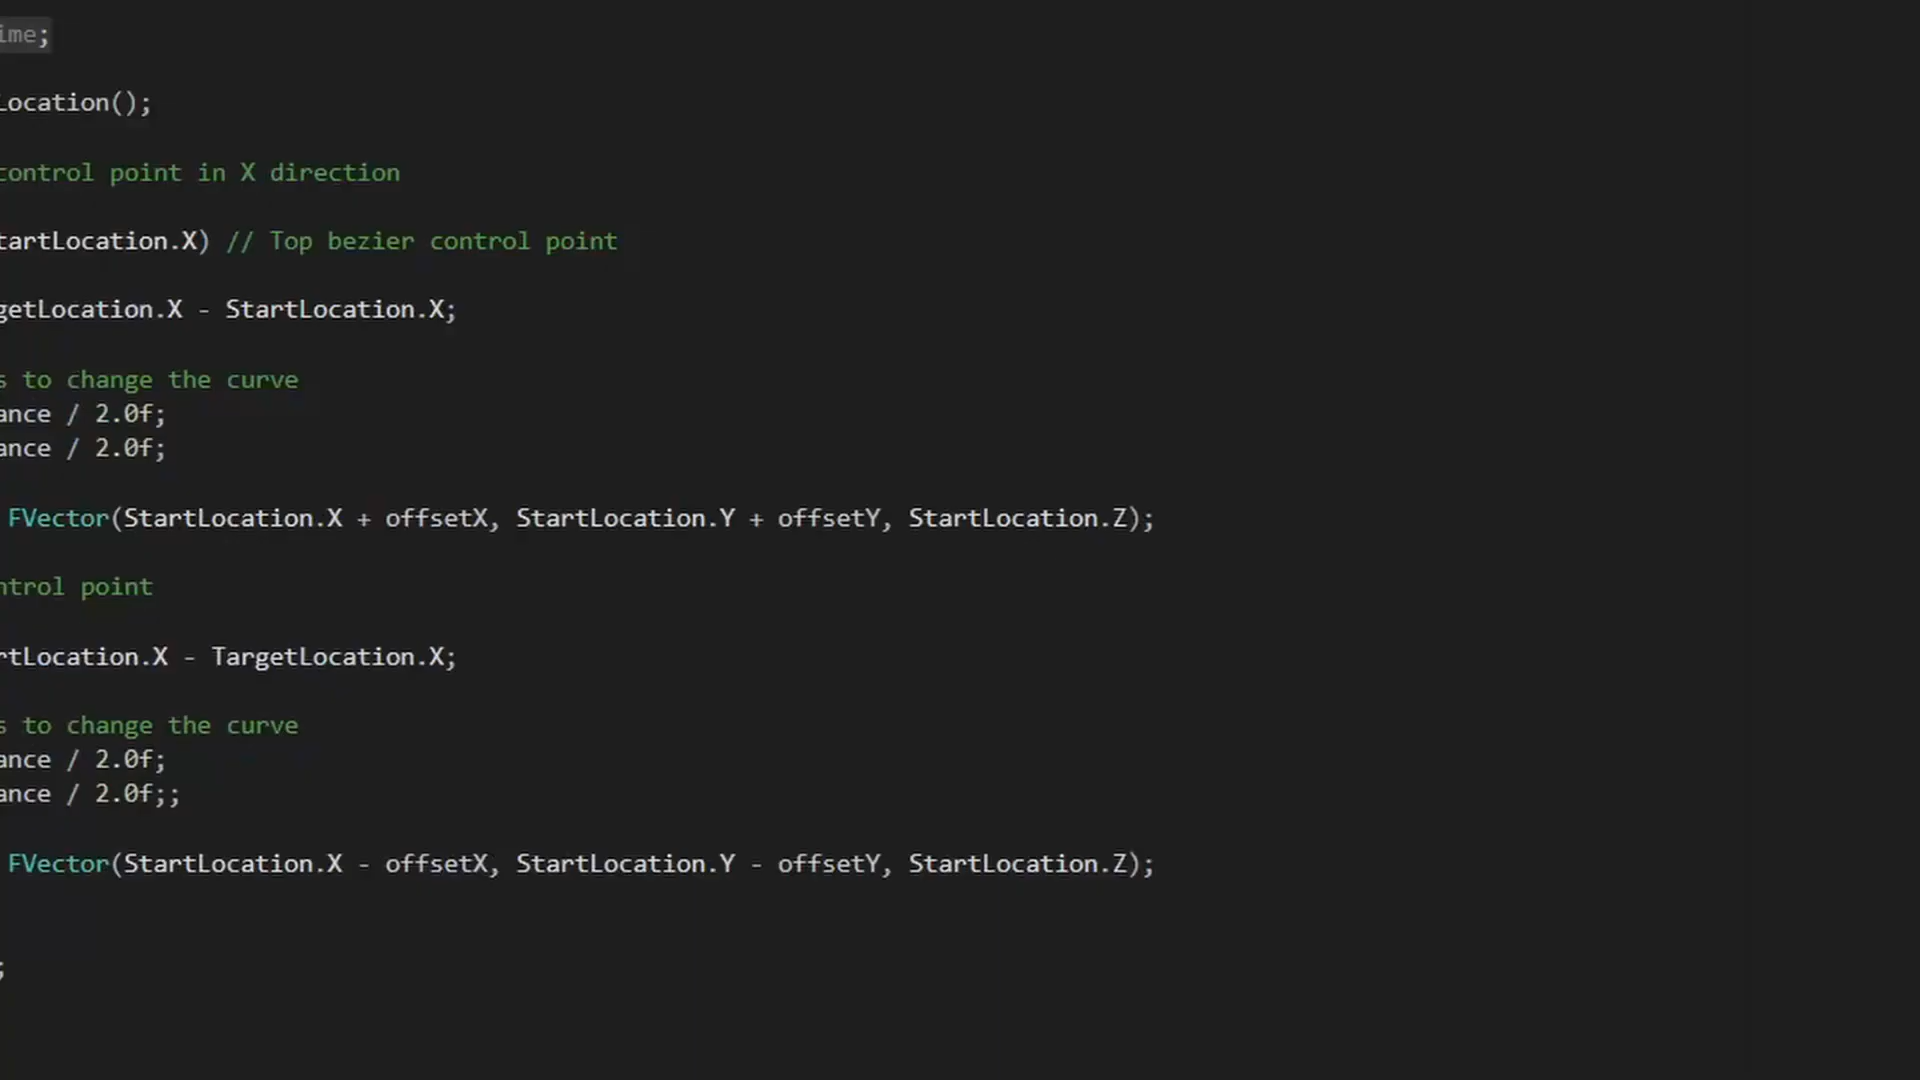 ime;
Location();
control point in X direction
tartLocation.X) // Top bezier control point
getLocation.X - StartLocation.X;
s to change the curve
ance / 2.0f;
ance / 2.0f;
FVector(StartLocation.X + offsetX, StartLocation.Y + offsetY, StartLocation.Z);
ntrol point
rtLocation.X - TargetLocation.X;
s to change the curve
ance / 2.0f;
ance / 2.0f;;
FVector(StartLocation.X - offsetX, StartLocation.Y - offsetY, StartLocation.Z);
;